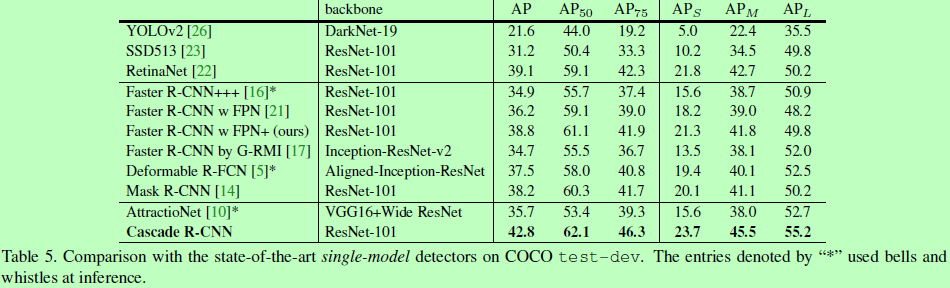 backbone AP AP50 AP75 APS APM APL
YOLOv2 [26] DarkNet-19 21.6 44.0 19.2 5.0 22.4 35.5
SSD513 [23] ResNet-101 31.2 50.4 33.3 10.2 34.5 49.8
RetinaNet [22] ResNet-101 39.1 59.1 42.3 21.8 42.7 50.2
Faster R-CNN+++ [16]* ResNet-101 34.9 55.7 37.4 15.6 38.7 50.9
Faster R-CNN w FPN [21] ResNet-101 36.2 59.1 39.0 18.2 39.0 48.2
Faster R-CNN w FPN+ (ours) ResNet-101 38.8 61.1 41.9 21.3 41.8 49.8
Faster R-CNN by G-RMI [17] Inception-ResNet-v2 34.7 55.5 36.7 13.5 38.1 52.0
Deformable R-FCN [5]* Aligned-Inception-ResNet 37.5 58.0 40.8 19.4 40.1 52.5
Mask R-CNN [14] ResNet-101 38.2 60.3 41.7 20.1 41.1 50.2
AttractioNet [10]* VGG16+Wide ResNet 35.7 53.4 39.3 15.6 38.0 52.7
Cascade R-CNN ResNet-101 42.8 62.1 46.3 23.7 45.5 55.2
Table 5. Comparison with the state-of-the-art single-model detectors on COCO test-dev. The entries denoted by “*” used bells and
whistles at inference.